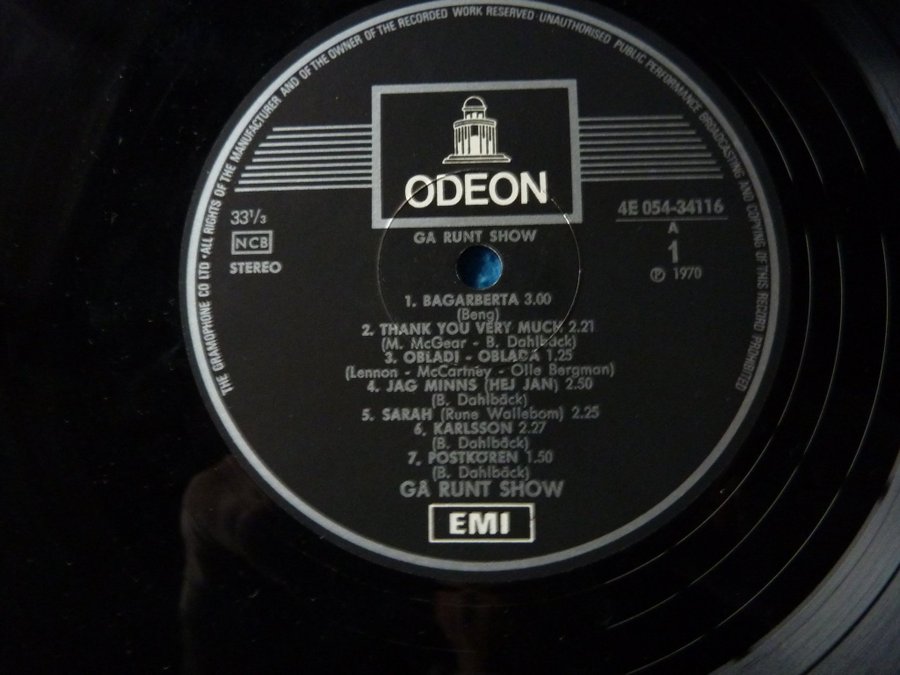 THE GRAMOPHONE CO LTD • ALL RIGHTS OF THE MANUFACTURER AND OF THE OWNER OF THE RECORDED WORK RESERVED UNAUTHORISED PUBLIC PERFORMANCE BROADCASTING AND COPYING OF THIS RECORD PROHIBITED
ODEON
33⅓
4E 054-34116
NCB
GÅ RUNT SHOW
A
STEREO
1
℗ 1970
1. BAGARBERTA 3.00
(Beng)
2. THANK YOU VERY MUCH 2.21
(M. McGear - B. Dahlbäck)
3. OBLADI - OBLADA 1.25
(Lennon - McCartney - Olle Bergman)
4. JAG MINNS (HEJ JAN) 2.50
(B. Dahlbäck)
5. SARAH (Rune Wallebom) 2.25
6. KARLSSON 2.27
(B. Dahlbäck)
7. POSTKÖREN 1.50
(B. Dahlbäck)
GÅ RUNT SHOW
EMI